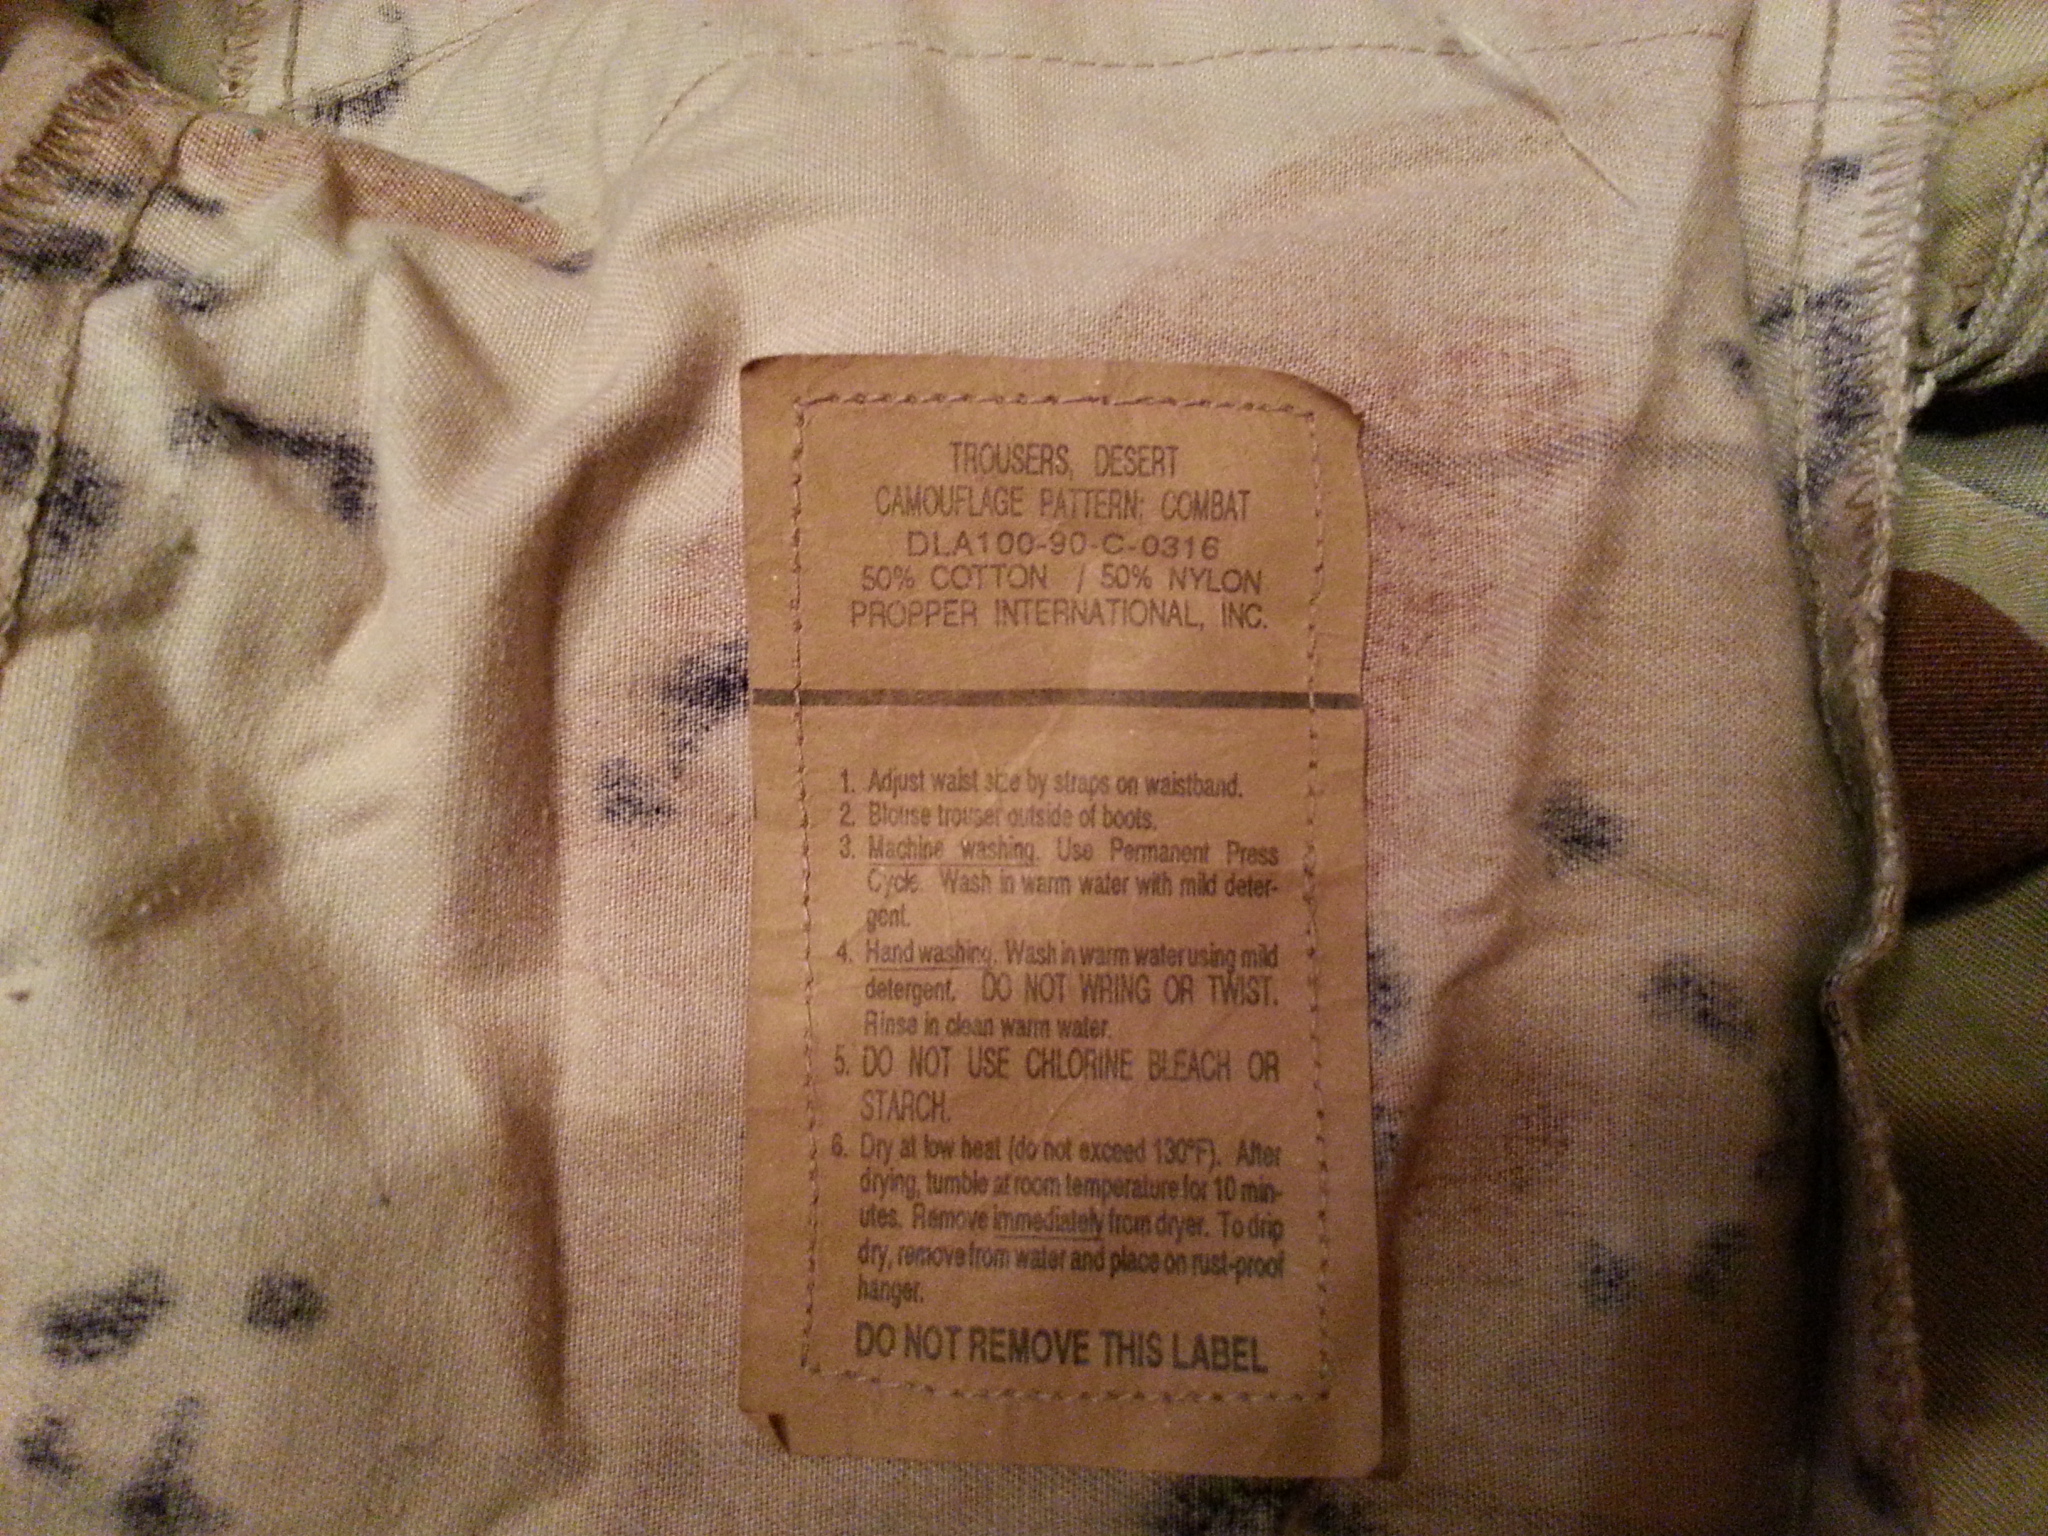 TROUSERS, DESERT
CAMOUFLAGE PATTERN: COMBAT
DLA100-90-C-0316
50% COTTON / 50% NYLON
PROPPER INTERNATIONAL, INC.
1. Adjust waist size by straps on waistband.
2. Blouse trouser outside of boots.
3. Machine washing. Use Permanent Press
Cycle. Wash in warm water with mild deter-
gent.
4. Hand washing. Wash in warm water using mild
detergent. DO NOT WRING OR TWIST.
Rinse in clean warm water.
5. DO NOT USE CHLORINE BLEACH OR
STARCH.
6. Dry at low heat (do not exceed 130°F). After
drying, tumble at room temperature for 10 min-
utes. Remove immediately from dryer. To drip
dry, remove from water and place on rust-proof
hanger.
DO NOT REMOVE THIS LABEL